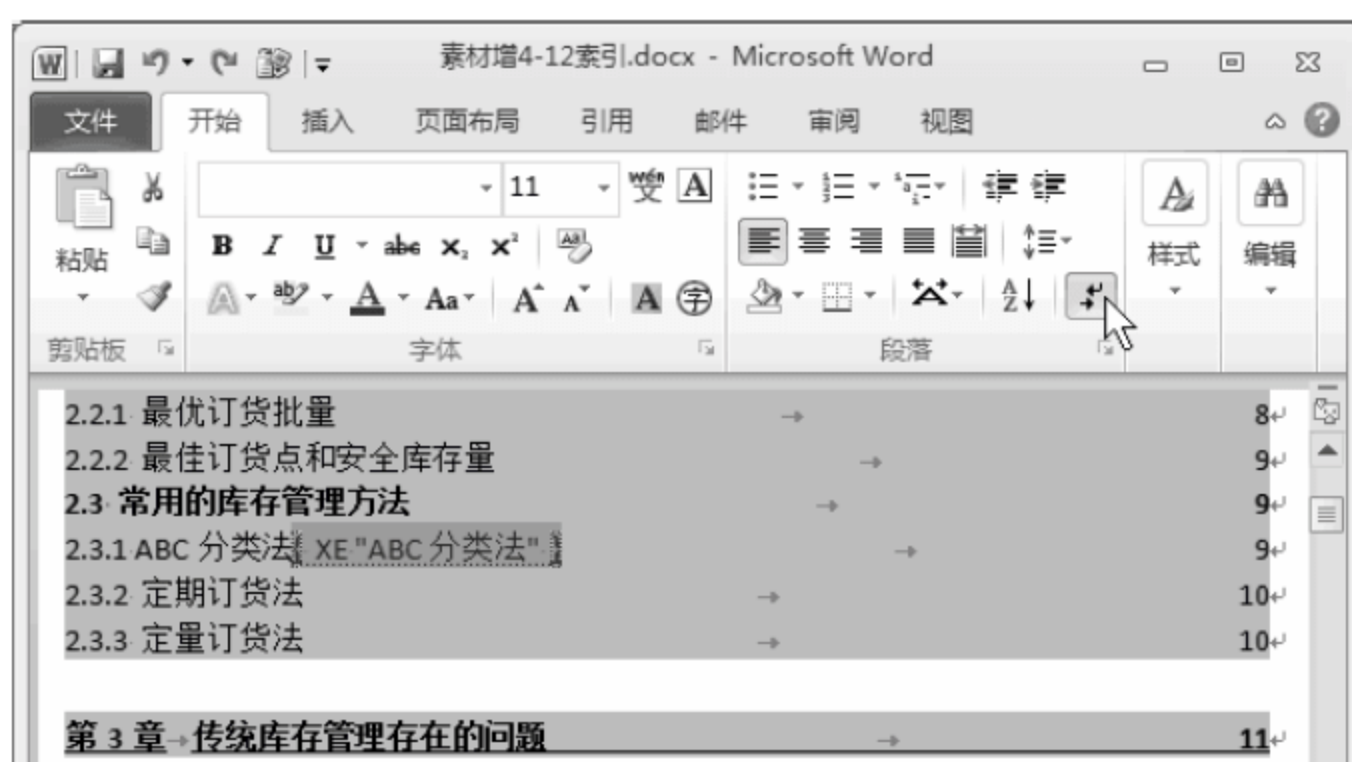 素材增4-12索引.docx - Microsoft Word
文件 开始 插入 页面布局 引用 邮件 审阅 视图
11 wén 文 A
粘贴 B I U abc x₂ x² Aa 样式 编辑
ab A A Aa A A A 字 A Z
剪贴板 字体 段落
2.2.1 最优订货批量 → 8↵
2.2.2 最佳订货点和安全库存量 → 9↵
2.3 常用的库存管理方法 → 9↵
2.3.1 ABC 分类法{ XE "ABC 分类法" } → 9↵
2.3.2 定期订货法 → 10↵
2.3.3 定量订货法 → 10↵
第 3 章→传统库存管理存在的问题 → 11↵